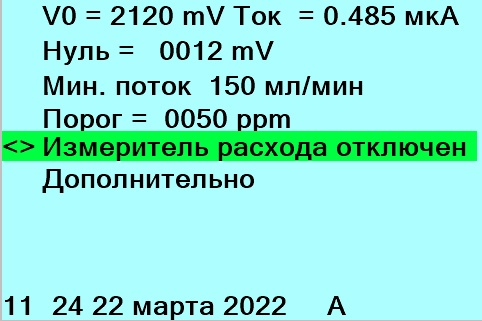 V0 = 2120 mV Ток = 0.485 мкА
Нуль = 0012 mV
Мин. поток 150 мл/мин
Порог = 0050 ppm
<> Измеритель расхода отключен
Дополнительно
11 24 22 марта 2022 А